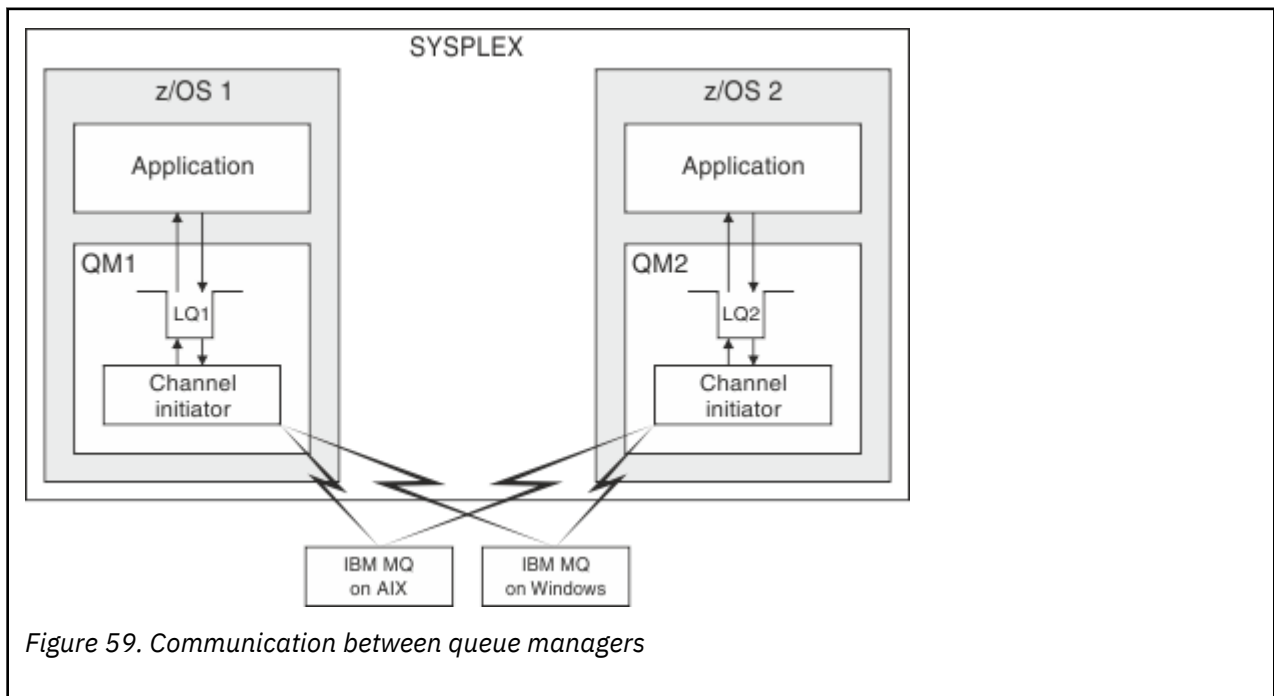 SYSPLEX
z/OS 1
z/OS 2
Application
Application
QM1
QM2
LQ1
LQ2
Channel
initiator
Channel
initiator
IBM MQ
on AIX
IBM MQ
on Windows
Figure 59. Communication between queue managers